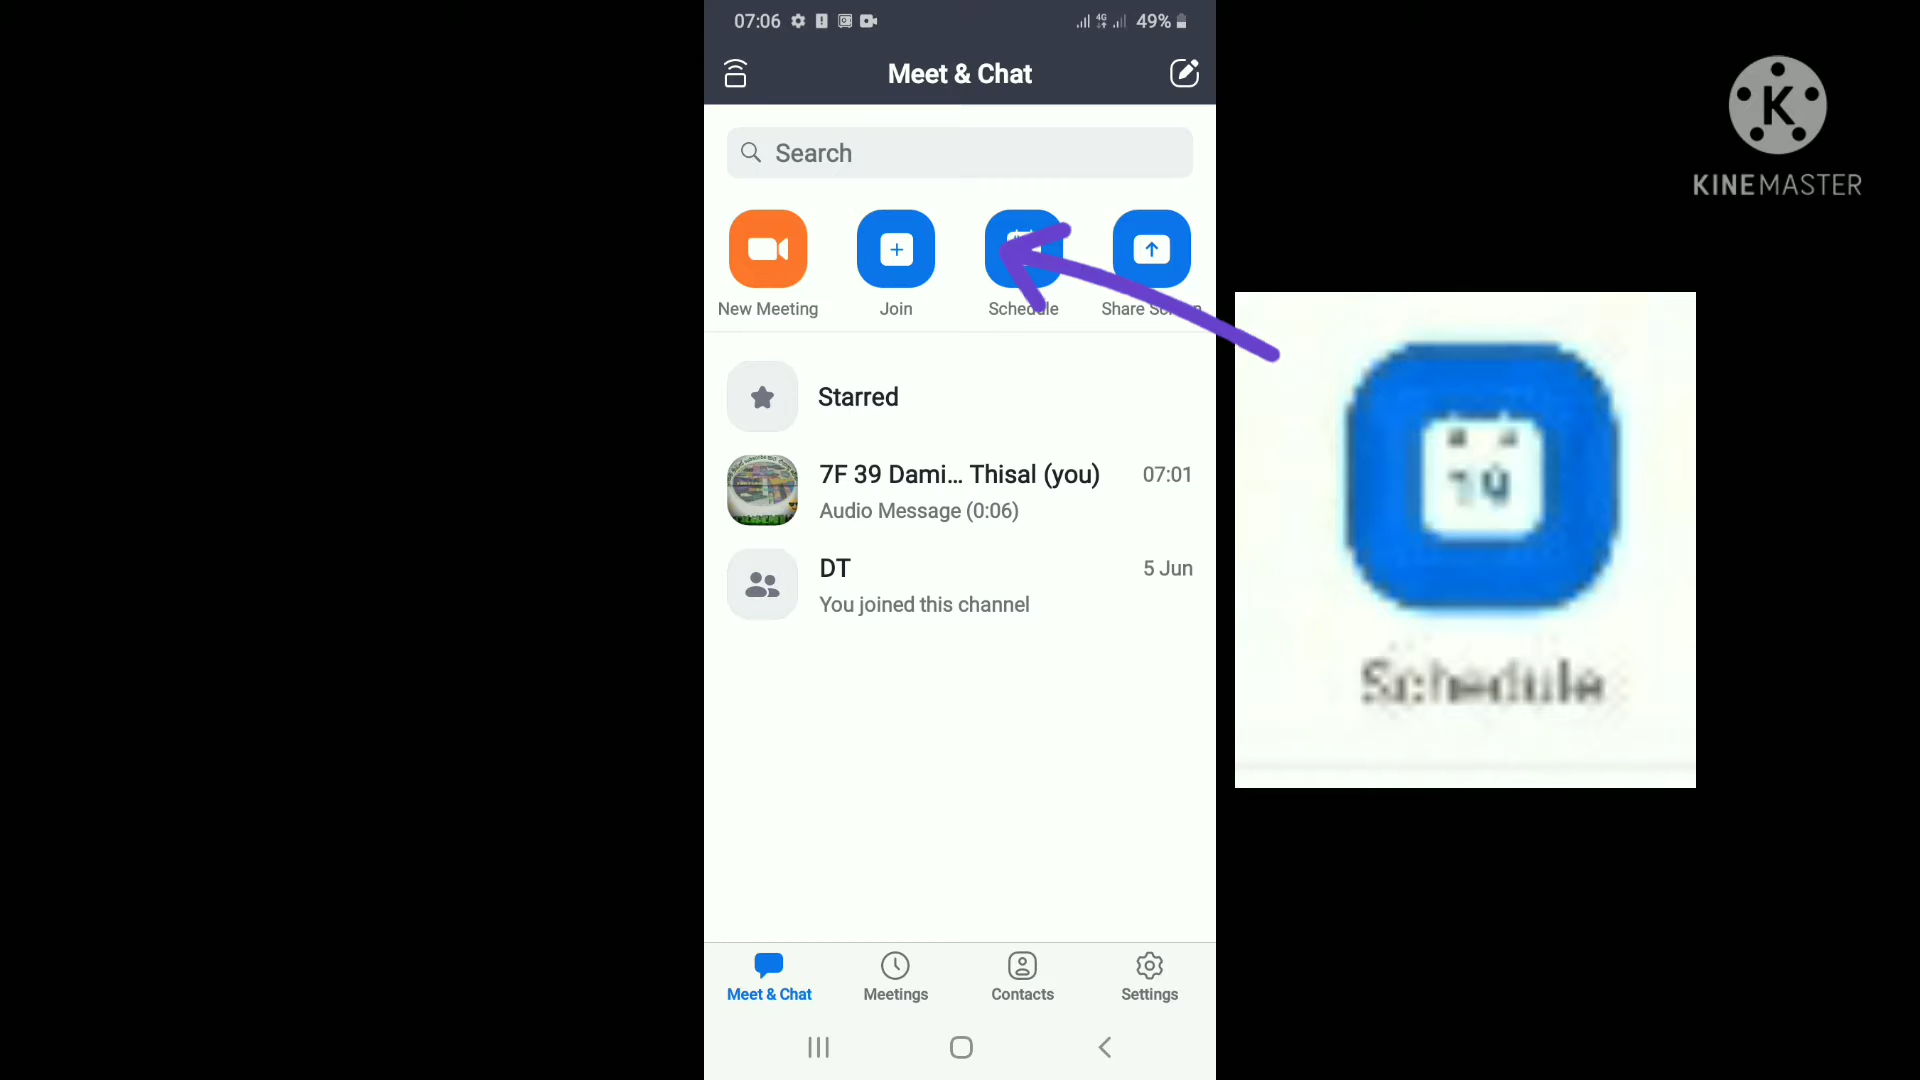 07:06
4G
49%
Meet & Chat
Search
New Meeting
Join
Schedule
Share Screen
Starred
7F 39 Dami... Thisal (you)
07:01
Audio Message (0:06)
DT
5 Jun
You joined this channel
Meet & Chat
Meetings
Contacts
Settings
19
Schedule
K
KINEMASTER